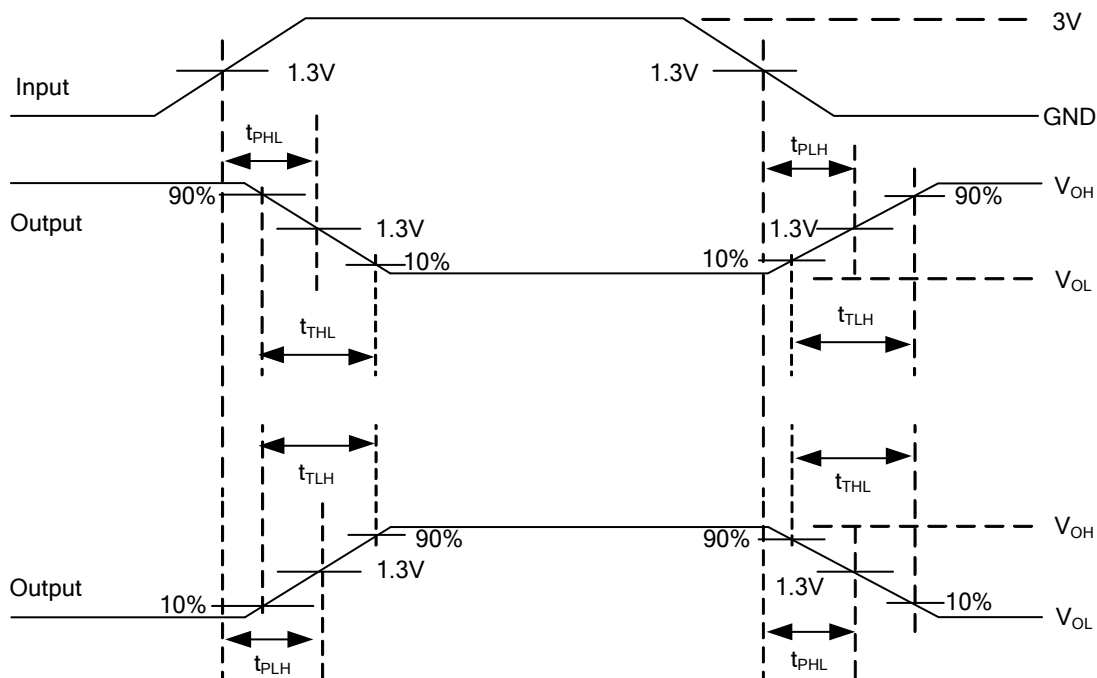 3V
1.3V
1.3V
Input
GND
tPHL
tPLH
90%
90%
VOH
Output
1.3V
1.3V
10%
10%
VOL
tTHL
tTLH
tTLH
tTHL
VOH
90%
90%
1.3V
1.3V
Output
10%
10%
VOL
tPLH
tPHL